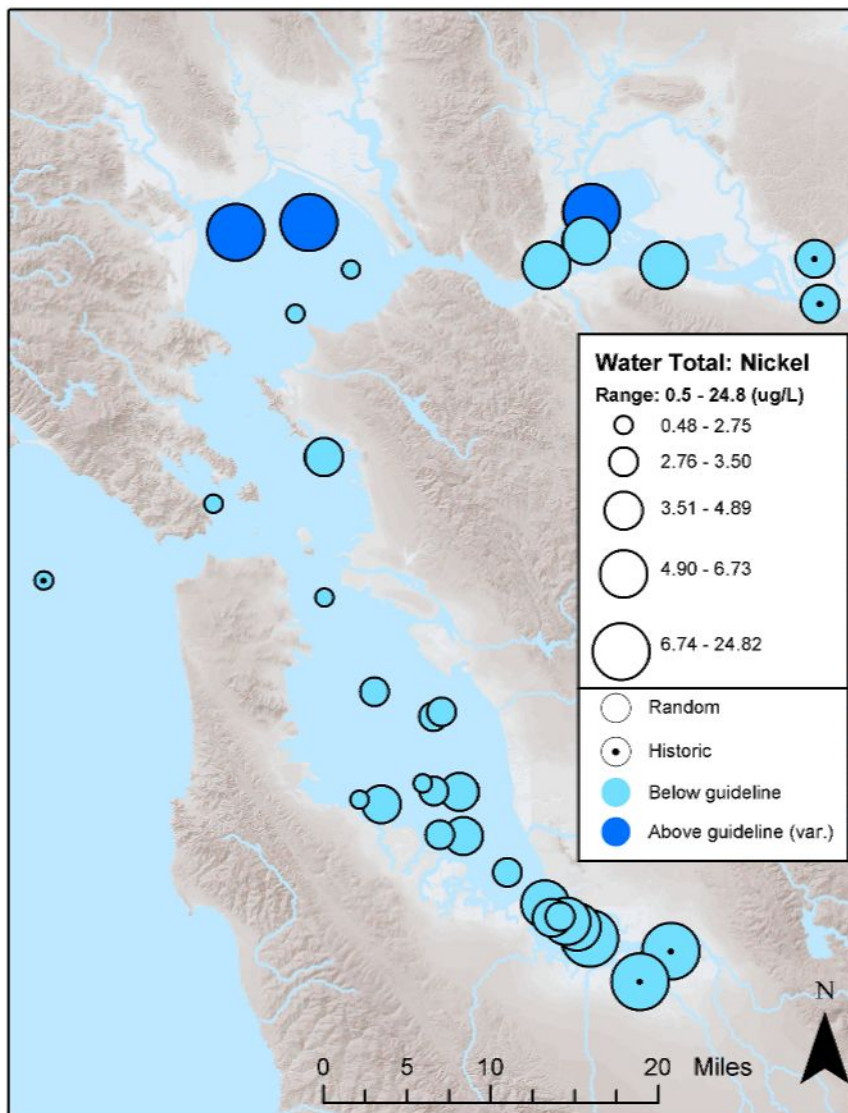 Water Total: Nickel
Range: 0.5 - 24.8 (ug/L)
0.48 - 2.75
2.76 - 3.50
3.51 - 4.89
4.90 - 6.73
6.74 - 24.82
Random
Historic
Below guideline
Above guideline (var.)
N
0 5 10 20 Miles